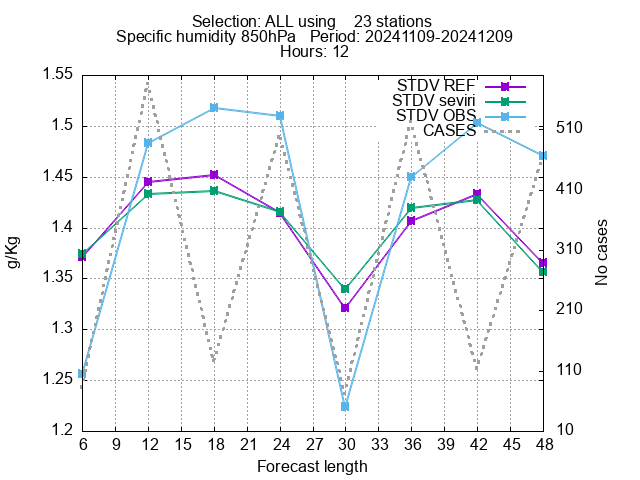 Selection: ALL using    23 stations
Specific humidity 850hPa   Period: 20241109-20241209
Hours: 12
STDV REF
STDV seviri
STDV OBS
CASES
1.55
1.5
1.45
1.4
1.35
1.3
1.25
1.2
g/Kg
510
410
310
210
110
10
No cases
6 9 12 15 18 21 24 27 30 33 36 39 42 45 48
Forecast length